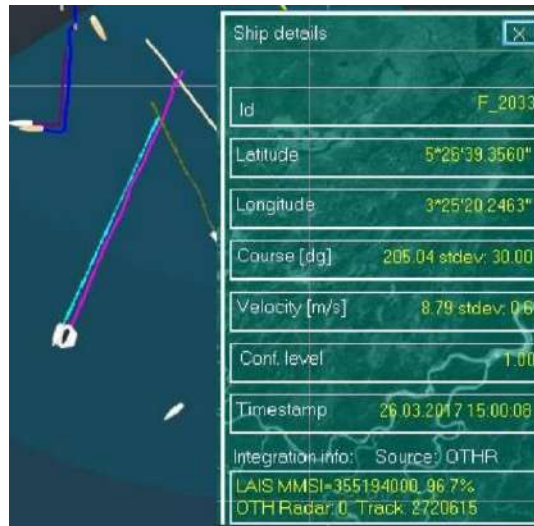 Ship details X
Id F_2033
Latitude 5*26'39.3560"
Longitude 3*25'20.2463"
Course [dg] 205.04 stdev: 30.00
Velocity [m/s] 8.79 stdev: 0.6
Conf. level 1.00
Timestamp 26.03.2017 15:00:08
Integration info: Source: OTHR
LAIS MMSI=355194000_96.7%
OTH Radar: 0_Track: 2720615